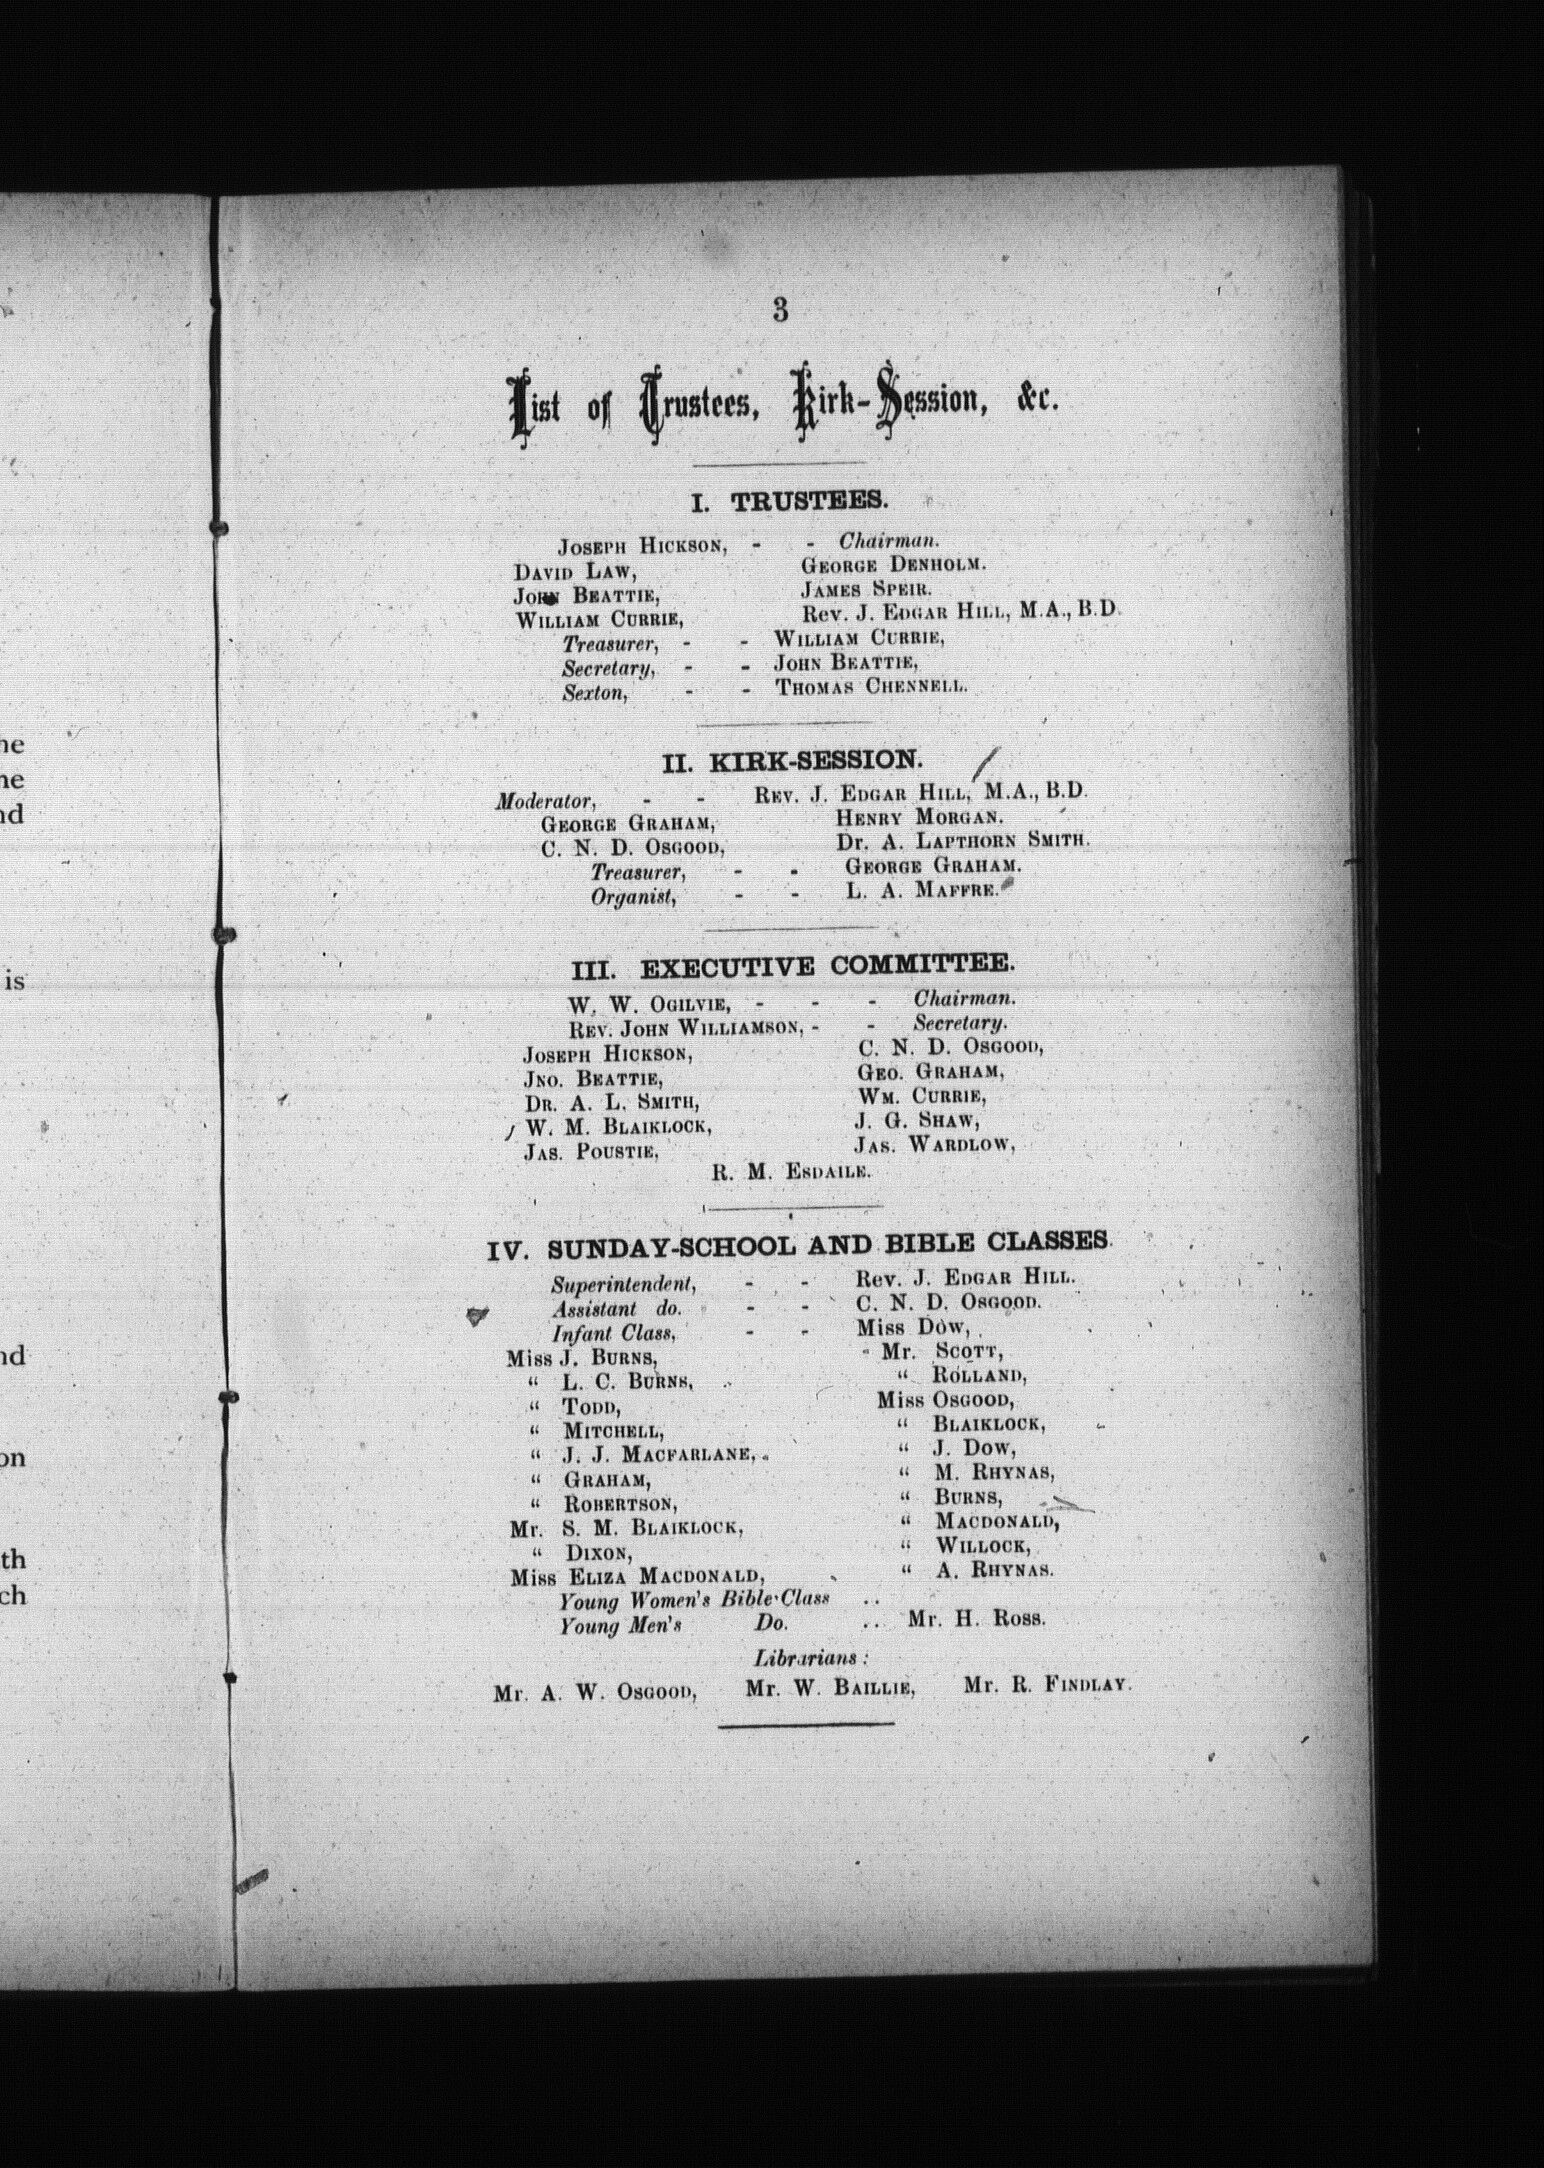 3
List of Trustees, Kirk-Session, &c.
I. TRUSTEES.
JOSEPH HICKSON, - - Chairman.
DAVID LAW, GEORGE DENHOLM.
JOHN BEATTIE, JAMES SPEIR.
WILLIAM CURRIE, Rev. J. EDGAR HILL, M.A., B.D.
Treasurer, - - WILLIAM CURRIE,
Secretary, - - JOHN BEATTIE,
Sexton, - - THOMAS CHENNELL.
II. KIRK-SESSION.
Moderator, - - REV. J. EDGAR HILL, M.A., B.D.
GEORGE GRAHAM, HENRY MORGAN.
C. N. D. OSGOOD, Dr. A. LAPTHORN SMITH.
Treasurer, - - GEORGE GRAHAM.
Organist, - - L. A. MAFFRE.
III. EXECUTIVE COMMITTEE.
W. W. OGILVIE, - - - Chairman.
REV. JOHN WILLIAMSON, - - Secretary.
JOSEPH HICKSON, C. N. D. OSGOOD,
JNO. BEATTIE, GEO. GRAHAM,
DR. A. L. SMITH, WM. CURRIE,
W. M. BLAIKLOCK, J. G. SHAW,
JAS. POUSTIE, JAS. WARDLOW,
R. M. ESDAILE.
IV. SUNDAY-SCHOOL AND BIBLE CLASSES.
Superintendent, - - Rev. J. EDGAR HILL.
Assistant do. - - C. N. D. OSGOOD.
Infant Class, - - Miss DOW,
Miss J. BURNS, Mr. SCOTT,
" L. C. BURNS, " ROLLAND,
" TODD, Miss OSGOOD,
" MITCHELL, " BLAIKLOCK,
" J. J. MACFARLANE, " J. DOW,
" GRAHAM, " M. RHYNAS,
" ROBERTSON, " BURNS,
Mr. S. M. BLAIKLOCK, " MACDONALD,
" DIXON, " WILLOCK,
Miss ELIZA MACDONALD, " A. RHYNAS.
Young Women's Bible Class ..
Young Men's Do. .. Mr. H. ROSS.
Librarians:
Mr. A. W. OSGOOD, Mr. W. BAILLIE, Mr. R. FINDLAY.